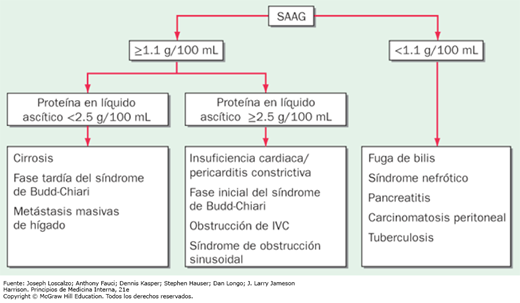 SAAG
≥1.1 g/100 mL
<1.1 g/100 mL
Proteína en líquido
ascítico <2.5 g/100 mL
Proteína en líquido
ascítico ≥2.5 g/100 mL
Cirrosis
Fase tardía del síndrome
de Budd-Chiari
Metástasis masivas
de hígado
Insuficiencia cardiaca/
pericarditis constrictiva
Fase inicial del síndrome
de Budd-Chiari
Obstrucción de IVC
Síndrome de obstrucción
sinusoidal
Fuga de bilis
Síndrome nefrótico
Pancreatitis
Carcinomatosis peritoneal
Tuberculosis
Fuente: Joseph Loscalzo; Anthony Fauci; Dennis Kasper; Stephen Hauser; Dan Longo; J. Larry Jameson
Harrison. Principios de Medicina Interna, 21e
Copyright © McGraw Hill Education. Todos los derechos reservados.